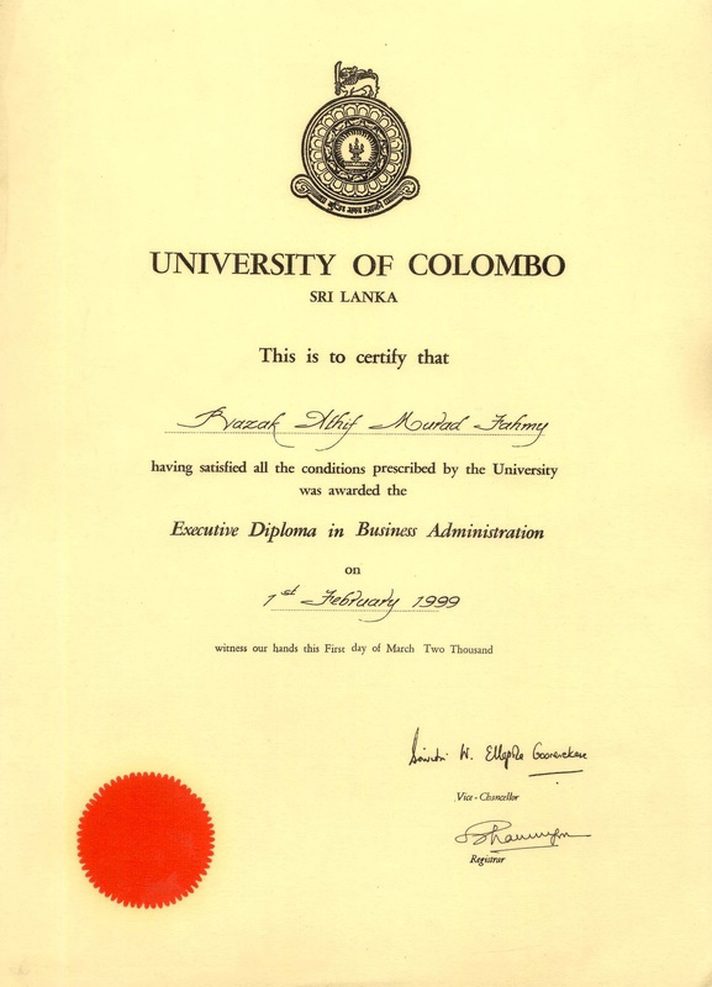 UNIVERSITY OF COLOMBO
SRI LANKA
This is to certify that
Razak Athif Murad Fahmy
having satisfied all the conditions prescribed by the University
was awarded the
Executive Diploma in Business Administration
on
1st February 1999
witness our hands this First day of March Two Thousand
W.
Vice-Chancellor
Registrar